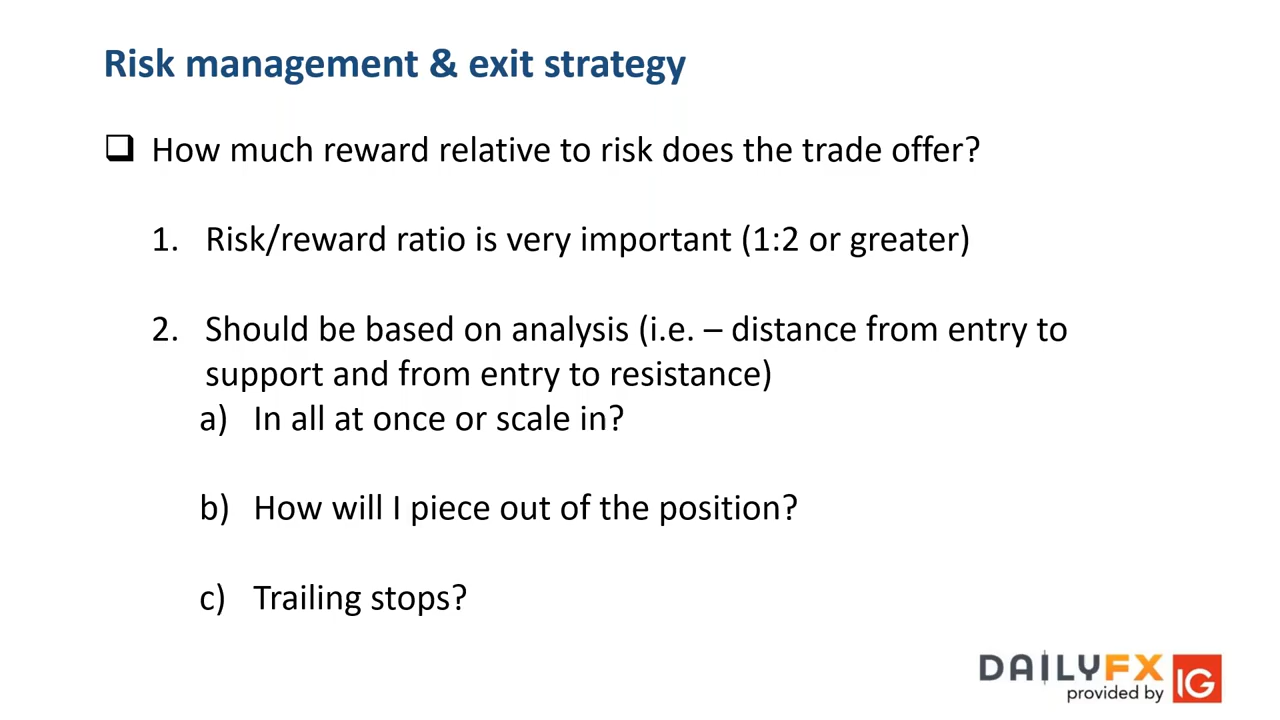 Risk management & exit strategy
❑ How much reward relative to risk does the trade offer?
1. Risk/reward ratio is very important (1:2 or greater)
2. Should be based on analysis (i.e. – distance from entry to
support and from entry to resistance)
a) In all at once or scale in?
b) How will I piece out of the position?
c) Trailing stops?
DAILYFX
provided by IG